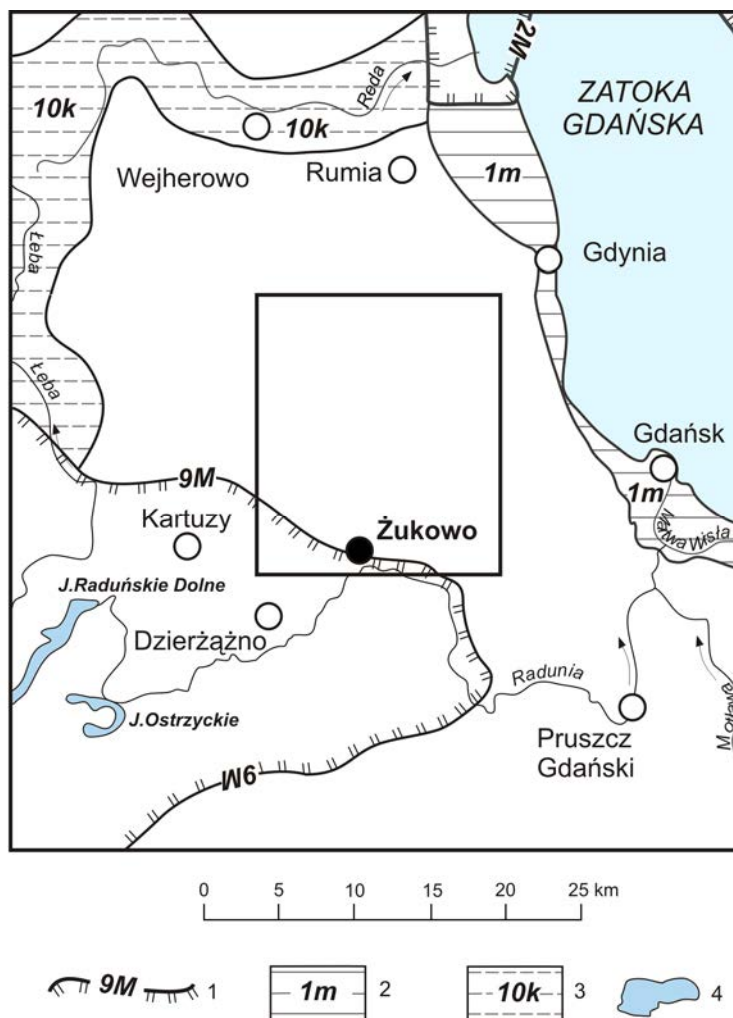 2M
ZATOKA
GDAŃSKA
10k
Reda
10k
Wejherowo
Rumia
1m
Łeba
Gdynia
Łeba
Gdańsk
9M
1m
Kartuzy
Żukowo
Martwa Wisła
J.Raduńskie Dolne
Dzierżążno
Radunia
J.Ostrzyckie
Motława
Pruszcz
Gdański
9M
0 5 10 15 20 25 km
9M 1 1m 2 10k 3 4